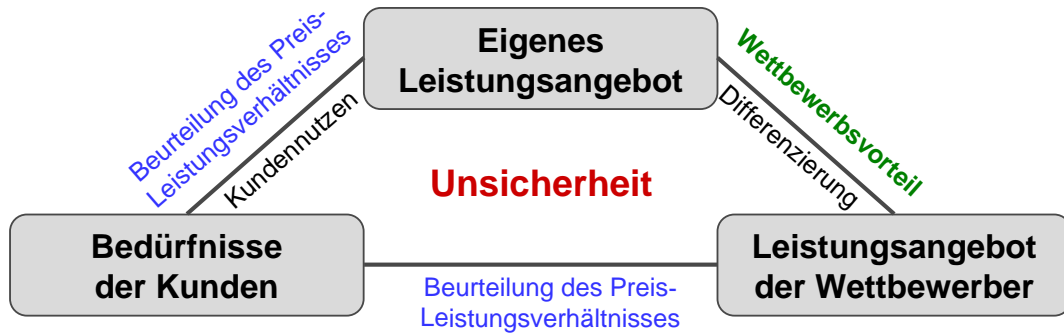 Beurteilung des Preis-
Leistungsverhältnisses
Kundennutzen
Eigenes
Leistungsangebot
Wettbewerbsvorteil
Differenzierung
Unsicherheit
Bedürfnisse
der Kunden
Leistungsangebot
der Wettbewerber
Beurteilung des Preis-
Leistungsverhältnisses